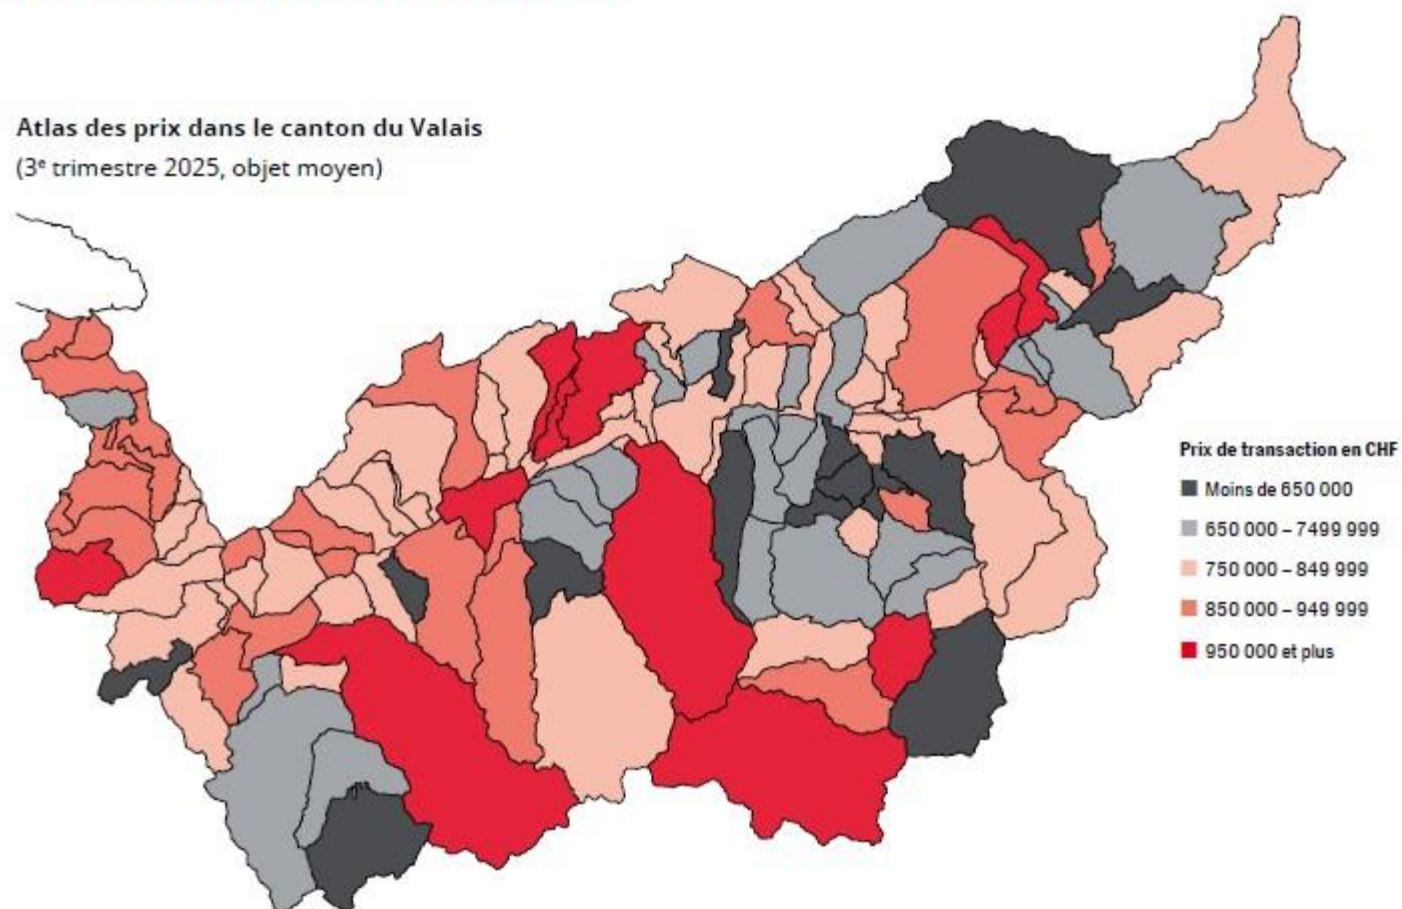 Atlas des prix dans le canton du Valais
(3ᵉ trimestre 2025, objet moyen)
Prix de transaction en CHF
Moins de 650 000
650 000 – 7499 999
750 000 – 849 999
850 000 – 949 999
950 000 et plus